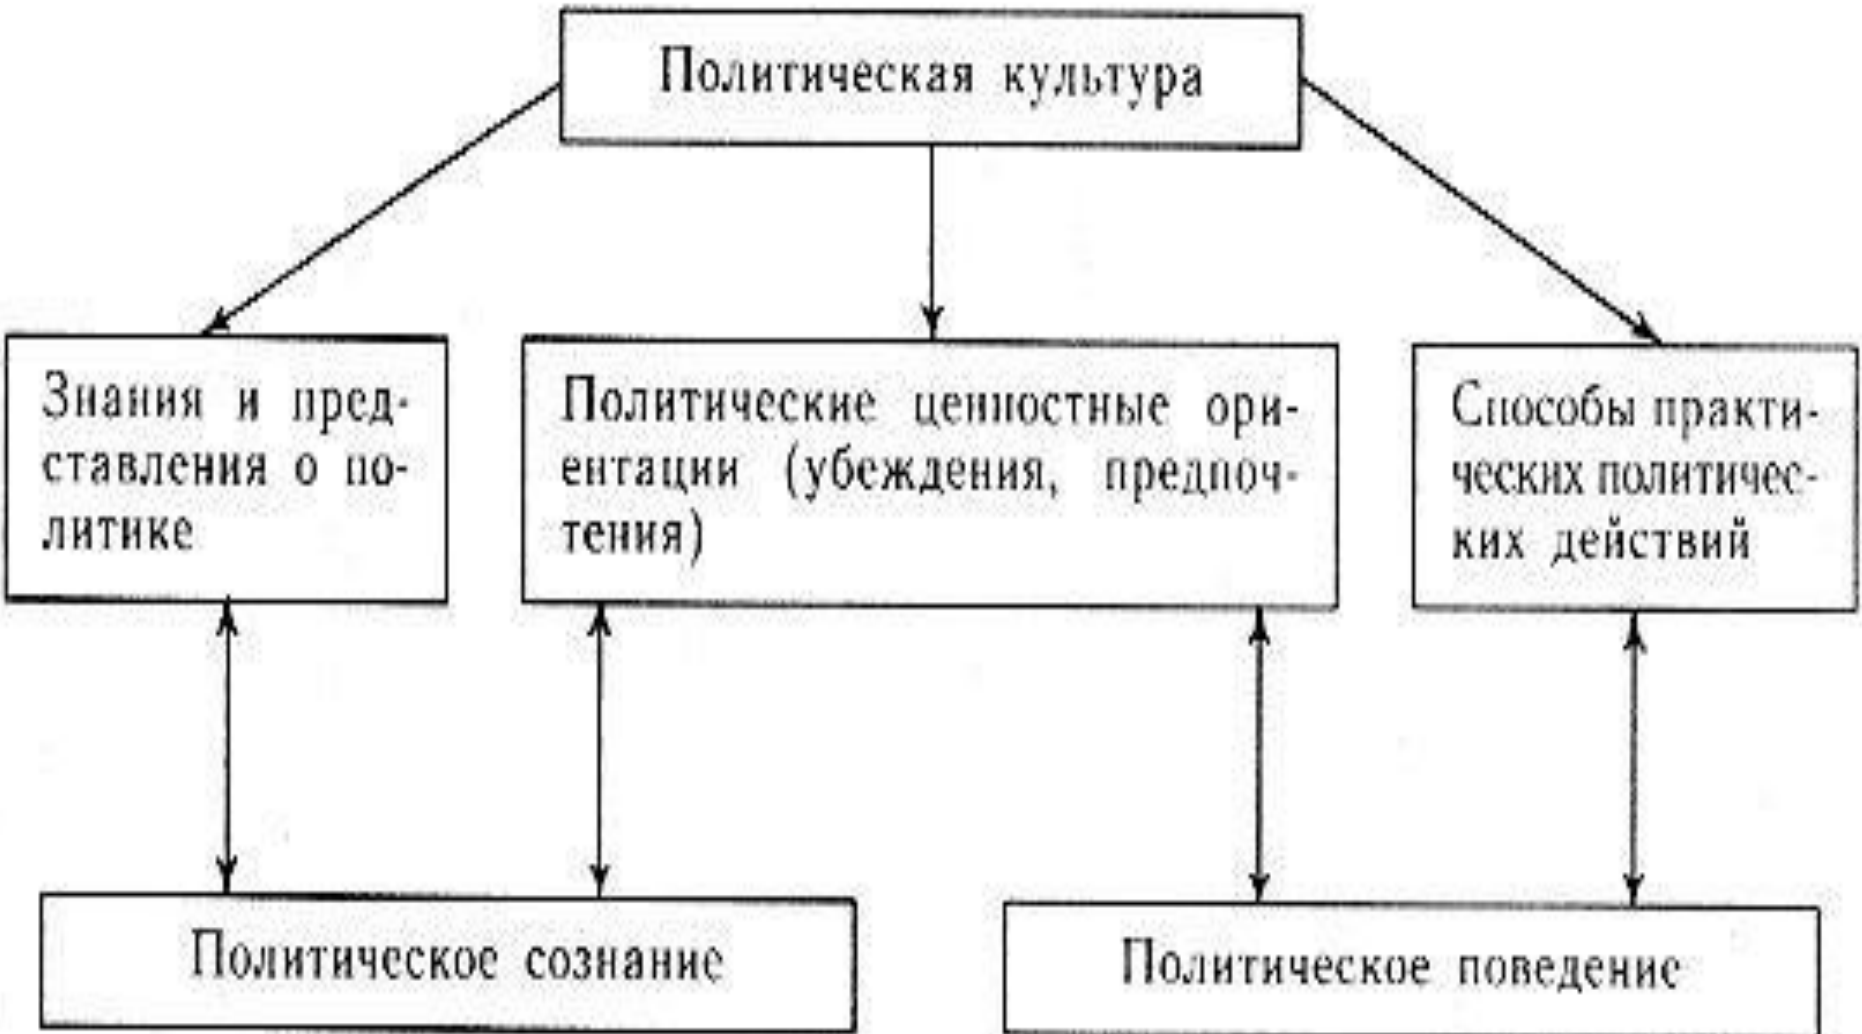 Политическая культура
Знания и пред-
ставления о по-
литике
Политические ценностные ори-
ентации (убеждения, предпоч-
тения)
Способы практи-
ческих политичес-
ких действий
Политическое сознание
Политическое поведение